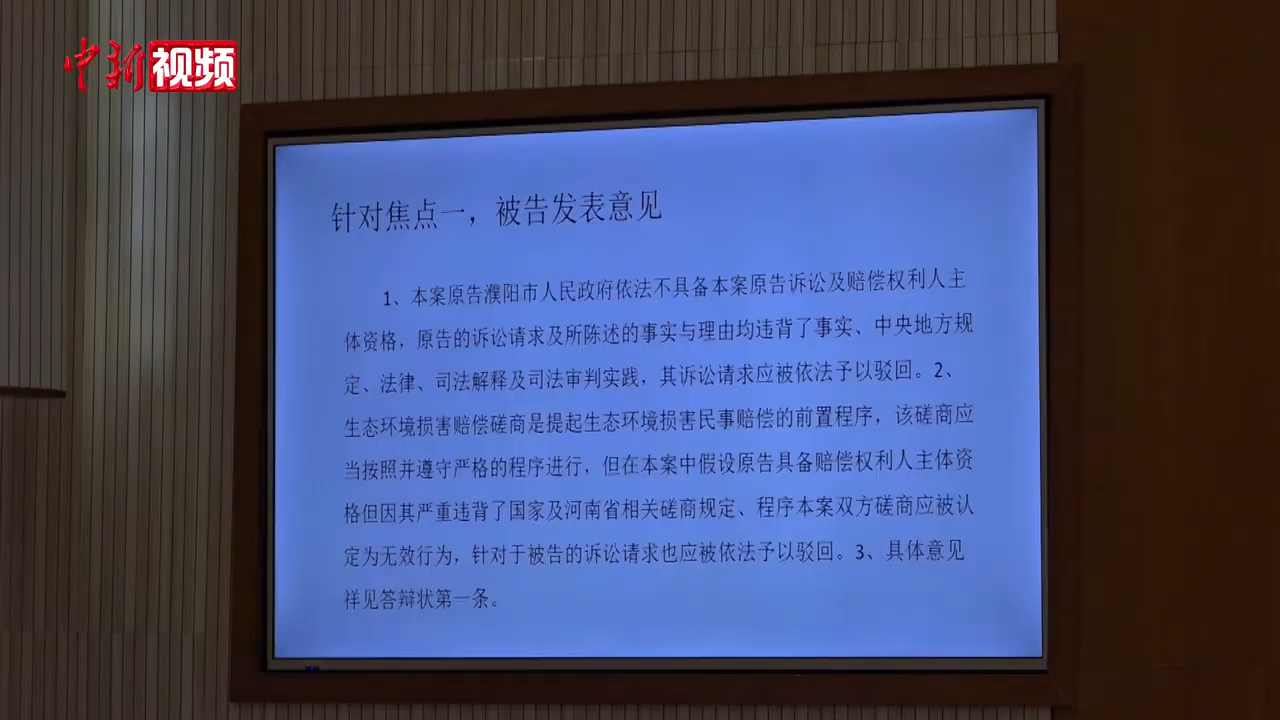 中新视频
针对焦点一，被告发表意见
1、本案原告濮阳市人民政府依法不具备本案原告诉讼及赔偿权利人主
体资格，原告的诉讼请求及所陈述的事实与理由均违背了事实、中央地方规
定、法律、司法解释及司法审判实践，其诉讼请求应被依法予以驳回。2、
生态环境损害赔偿磋商是提起生态环境损害民事赔偿的前置程序，该磋商应
当按照并遵守严格的程序进行，但在本案中假设原告具备赔偿权利人主体资
格但因其严重违背了国家及河南省相关磋商规定、程序本案双方磋商应被认
定为无效行为，针对于被告的诉讼请求也应被依法予以驳回。3、具体意见
祥见答辩状第一条。